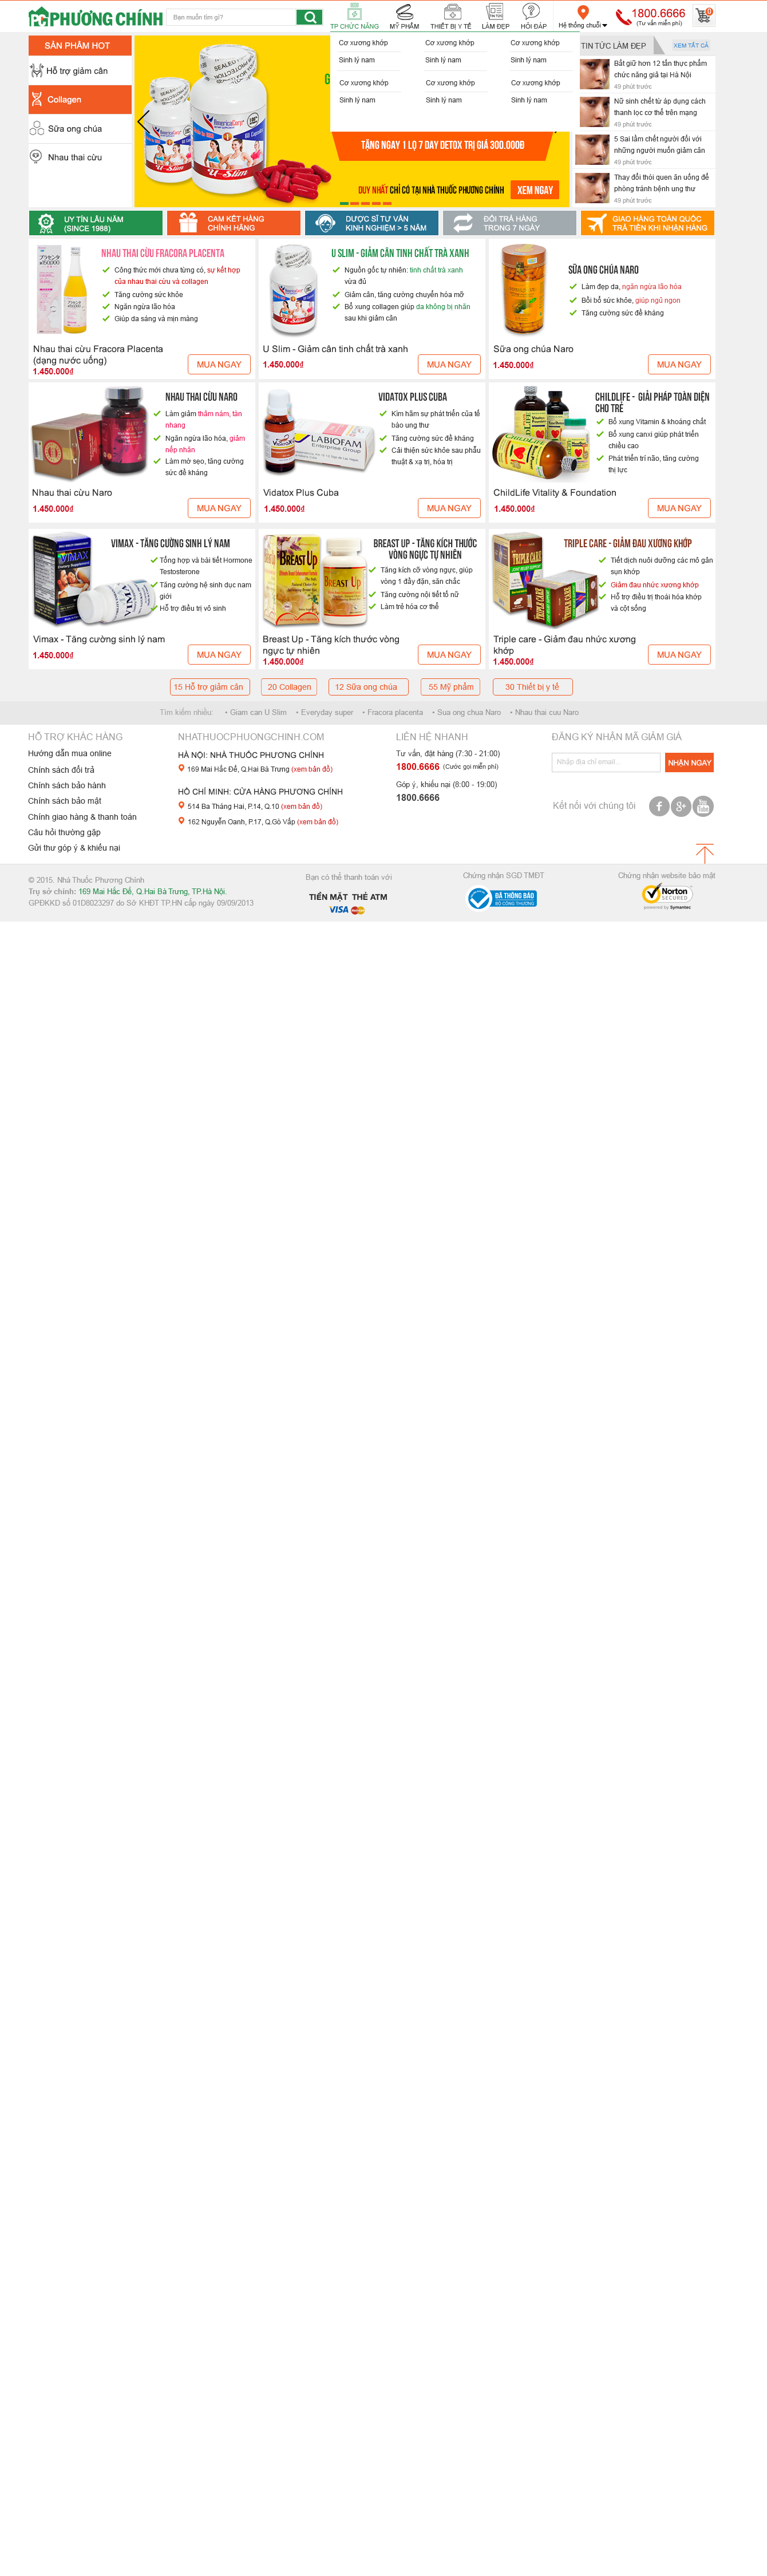 PHƯƠNG CHÍNH
Bạn muốn tìm gì?
TP CHỨC NĂNG
MỸ PHẨM
THIẾT BỊ Y TẾ
LÀM ĐẸP
HỎI ĐÁP
Hệ thống chuỗi
1800.6666
(Tư vấn miễn phí)
0
SẢN PHẨM HOT
Hỗ trợ giảm cân
Collagen
Sữa ong chúa
Nhau thai cừu
Cơ xương khớp
Cơ xương khớp
Cơ xương khớp
Sinh lý nam
Sinh lý nam
Sinh lý nam
Cơ xương khớp
Cơ xương khớp
Cơ xương khớp
Sinh lý nam
Sinh lý nam
Sinh lý nam
AmericaCorp
U-Slim
60 Capsules
TẶNG NGAY 1 LỌ 7 DAY DETOX TRỊ GIÁ 300.000Đ
DUY NHẤT CHỈ CÓ TẠI NHÀ THUỐC PHƯƠNG CHÍNH
XEM NGAY
TIN TỨC LÀM ĐẸP
XEM TẤT CẢ
Bắt giữ hơn 12 tấn thực phẩm
chức năng giả tại Hà Nội
49 phút trước
Nữ sinh chết từ áp dụng cách
thanh lọc cơ thể trên mạng
49 phút trước
5 Sai lầm chết người đối với
những người muốn giảm cân
49 phút trước
Thay đổi thói quen ăn uống để
phòng tránh bệnh ung thư
49 phút trước
UY TÍN LÂU NĂM
(SINCE 1988)
CAM KẾT HÀNG
CHÍNH HÃNG
DƯỢC SĨ TƯ VẤN
KINH NGHIỆM > 5 NĂM
ĐỔI TRẢ HÀNG
TRONG 7 NGÀY
GIAO HÀNG TOÀN QUỐC
TRẢ TIỀN KHI NHẬN HÀNG
NHAU THAI CỪU FRACORA PLACENTA
Công thức mới chưa từng có, sự kết hợp
của nhau thai cừu và collagen
Tăng cường sức khỏe
Ngăn ngừa lão hóa
Giúp da sáng và mịn màng
Nhau thai cừu Fracora Placenta
(dạng nước uống)
1.450.000đ
MUA NGAY
U SLIM - GIẢM CÂN TINH CHẤT TRÀ XANH
Nguồn gốc tự nhiên: tinh chất trà xanh
vừa đủ
Giảm cân, tăng cường chuyển hóa mỡ
Bổ xung collagen giúp da không bị nhăn
sau khi giảm cân
U Slim - Giảm cân tinh chất trà xanh
1.450.000đ
MUA NGAY
SỮA ONG CHÚA NARO
Làm đẹp da, ngăn ngừa lão hóa
Bồi bổ sức khỏe, giúp ngủ ngon
Tăng cường sức đề kháng
Sữa ong chúa Naro
1.450.000đ
MUA NGAY
NHAU THAI CỪU NARO
Làm giảm thâm nám, tàn
nhang
Ngăn ngừa lão hóa, giảm
nếp nhăn
Làm mờ sẹo, tăng cường
sức đề kháng
Nhau thai cừu Naro
1.450.000đ
MUA NGAY
VIDATOX PLUS CUBA
Kìm hãm sự phát triển của tế
bào ung thư
Tăng cường sức đề kháng
Cải thiện sức khỏe sau phẫu
thuật & xạ trị, hóa trị
VIDATOX
LABIOFAM
Enterprise Group
Vidatox Plus Cuba
1.450.000đ
MUA NGAY
CHILDLIFE - GIẢI PHÁP TOÀN DIỆN
CHO TRẺ
Bổ xung Vitamin & khoáng chất
Bổ xung canxi giúp phát triển
chiều cao
Phát triển trí não, tăng cường
thị lực
CHILDLIFE
ChildLife Vitality & Foundation
1.450.000đ
MUA NGAY
VIMAX - TĂNG CƯỜNG SINH LÝ NAM
Tổng hợp và bài tiết Hormone
Testosterone
Tăng cường hệ sinh dục nam
giới
Hỗ trợ điều trị vô sinh
VIMAX
Vimax - Tăng cường sinh lý nam
1.450.000đ
MUA NGAY
BREAST UP - TĂNG KÍCH THƯỚC
VÒNG NGỰC TỰ NHIÊN
Tăng kích cỡ vòng ngực, giúp
vòng 1 đầy đặn, săn chắc
Tăng cường nội tiết tố nữ
Làm trẻ hóa cơ thể
BREAST UP
Breast Up
Breast Up - Tăng kích thước vòng
ngực tự nhiên
1.450.000đ
MUA NGAY
TRIPLE CARE - GIẢM ĐAU XƯƠNG KHỚP
Tiết dịch nuôi dưỡng các mô gân
sụn khớp
Giảm đau nhức xương khớp
Hỗ trợ điều trị thoái hóa khớp
và cột sống
TRIPLE CARE
Triple care - Giảm đau nhức xương
khớp
1.450.000đ
MUA NGAY
15 Hỗ trợ giảm cân
20 Collagen
12 Sữa ong chúa
55 Mỹ phẩm
30 Thiết bị y tế
Tìm kiếm nhiều:
• Giam can U Slim
• Everyday super
• Fracora placenta
• Sua ong chua Naro
• Nhau thai cuu Naro
HỖ TRỢ KHÁC HÀNG
Hướng dẫn mua online
Chính sách đổi trả
Chính sách bảo hành
Chính sách bảo mật
Chính giao hàng & thanh toán
Câu hỏi thường gặp
Gửi thư góp ý & khiếu nại
NHATHUOCPHUONGCHINH.COM
HÀ NỘI: NHÀ THUỐC PHƯƠNG CHÍNH
169 Mai Hắc Đế, Q.Hai Bà Trưng (xem bản đồ)
HỒ CHÍ MINH: CỬA HÀNG PHƯƠNG CHÍNH
514 Ba Tháng Hai, P.14, Q.10 (xem bản đồ)
162 Nguyễn Oanh, P.17, Q.Gò Vấp (xem bản đồ)
LIÊN HỆ NHANH
Tư vấn, đặt hàng (7:30 - 21:00)
1800.6666 (Cước gọi miễn phí)
Góp ý, khiếu nại (8:00 - 19:00)
1800.6666
ĐĂNG KÝ NHẬN MÃ GIẢM GIÁ
Nhập địa chỉ email...
NHẬN NGAY
Kết nối với chúng tôi
You Tube
© 2015. Nhà Thuốc Phương Chính
Trụ sở chính: 169 Mai Hắc Đế, Q.Hai Bà Trưng, TP.Hà Nội.
GPĐKKD số 01D8023297 do Sở KHĐT TP.HN cấp ngày 09/09/2013
Bạn có thể thanh toán với
TIỀN MẶT THẺ ATM
VISA
Chứng nhận SGD TMĐT
ĐÃ THÔNG BÁO
BỘ CÔNG THƯƠNG
Chứng nhận website bảo mật
Norton
SECURED
powered by Symantec